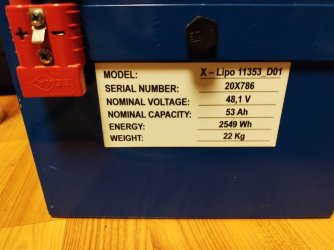 + -
MODEL: X – Lipo 11353_D01
SERIAL NUMBER: 20X786
NOMINAL VOLTAGE: 48,1 V
NOMINAL CAPACITY: 53 Ah
ENERGY: 2549 Wh
WEIGHT: 22 Kg